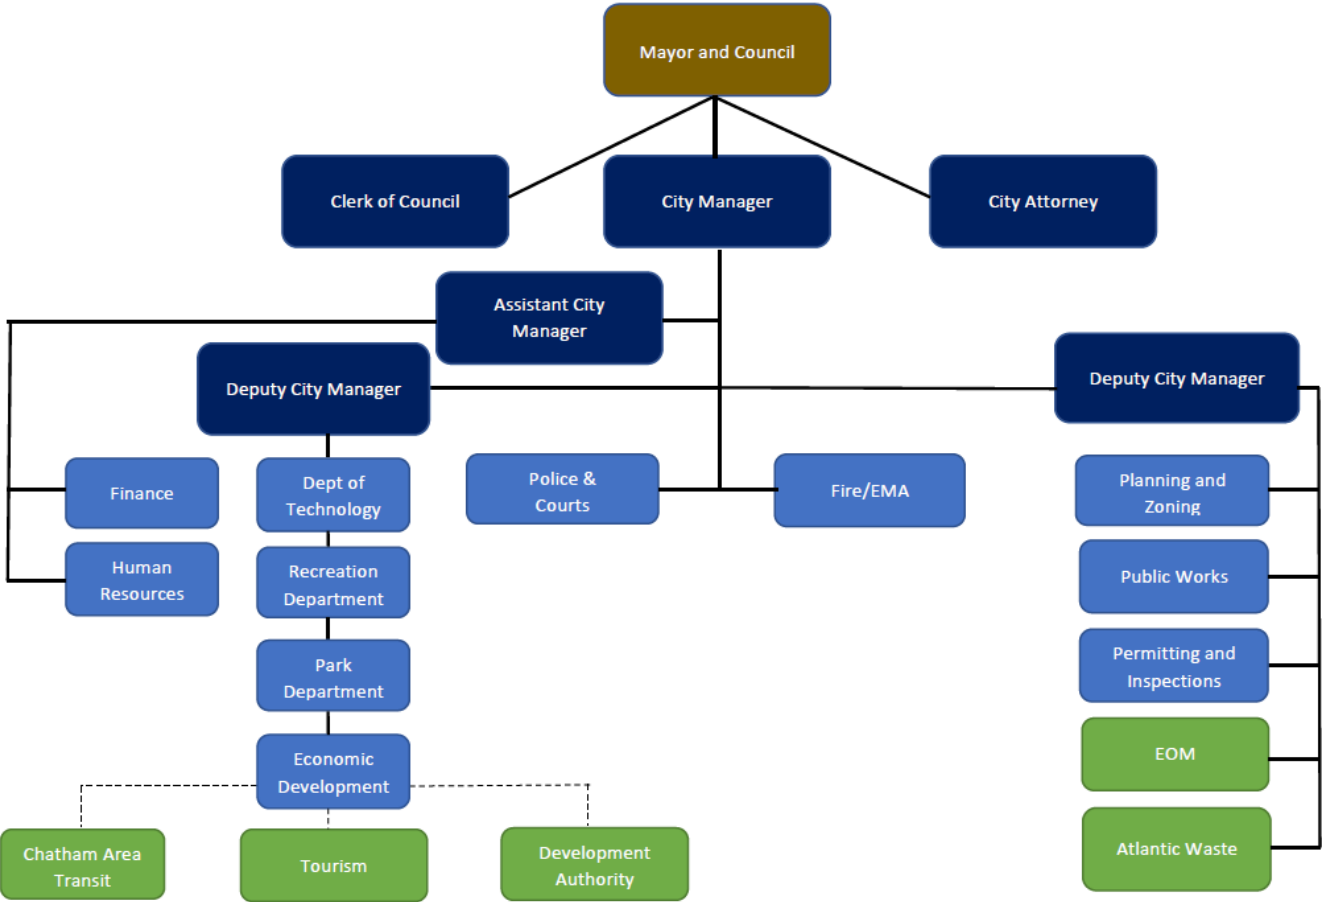 Mayor and Council
Clerk of Council
City Manager
City Attorney
Assistant City
Manager
Deputy City Manager
Deputy City Manager
Finance
Human
Resources
Dept of
Technology
Recreation
Department
Park
Department
Economic
Development
Police &
Courts
Fire/EMA
Planning and
Zoning
Public Works
Permitting and
Inspections
EOM
Atlantic Waste
Chatham Area
Transit
Tourism
Development
Authority